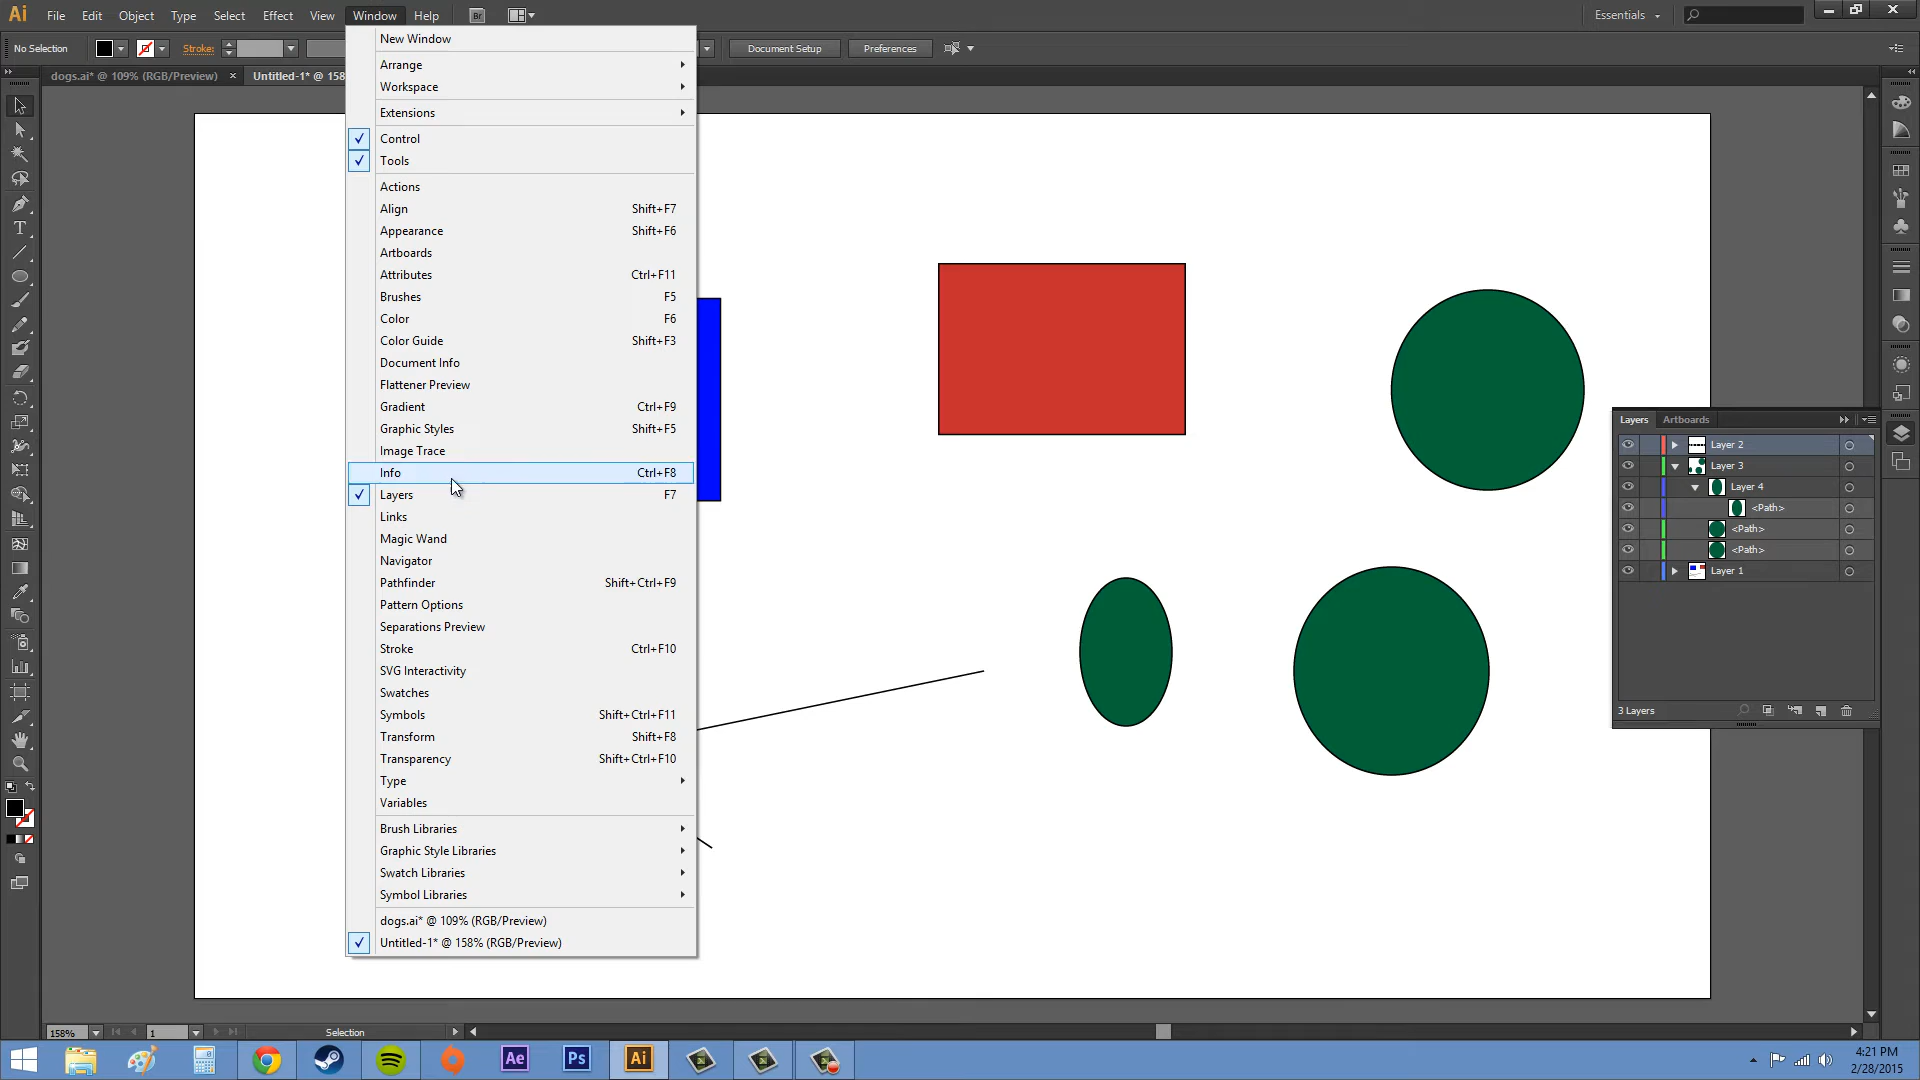 Ai File Edit Object Type Select Effect View Window Help Br Essentials
No Selection Stroke: Document Setup Preferences
dogs.ai* @ 109% (RGB/Preview) × Untitled-1* @ 158
New Window
Arrange
Workspace
Extensions
Control
Tools
Actions
Align Shift+F7
Appearance Shift+F6
Artboards
Attributes Ctrl+F11
Brushes F5
Color F6
Color Guide Shift+F3
Document Info
Flattener Preview
Gradient Ctrl+F9
Graphic Styles Shift+F5
Image Trace
Info Ctrl+F8
Layers F7
Links
Magic Wand
Navigator
Pathfinder Shift+Ctrl+F9
Pattern Options
Separations Preview
Stroke Ctrl+F10
SVG Interactivity
Swatches
Symbols Shift+Ctrl+F11
Transform Shift+F8
Transparency Shift+Ctrl+F10
Type
Variables
Brush Libraries
Graphic Style Libraries
Swatch Libraries
Symbol Libraries
dogs.ai* @ 109% (RGB/Preview)
Untitled-1* @ 158% (RGB/Preview)
Layers Artboards
Layer 2
Layer 3
Layer 4
<Path>
<Path>
<Path>
Layer 1
3 Layers
158% 1 Selection
Ae Ps Ai
4:21 PM
2/28/2015